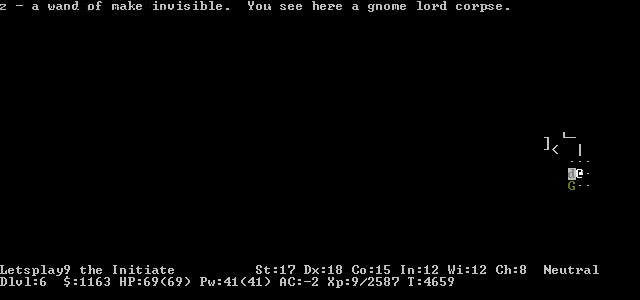 z - a wand of make invisible.  You see here a gnome lord corpse.
]<
|
. . .
d@.
G..
Letsplay9 the Initiate St:17 Dx:18 Co:15 In:12 Wi:12 Ch:8 Neutral
Dlvl:6 $:1163 HP:69(69) Pw:41(41) AC:-2 Xp:9/2587 T:4659